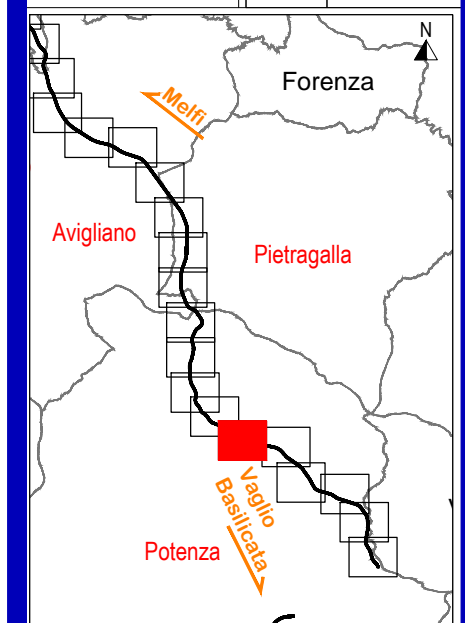 N
Forenza
Melfi
Avigliano
Pietragalla
Vaglio
Basilicata
Potenza